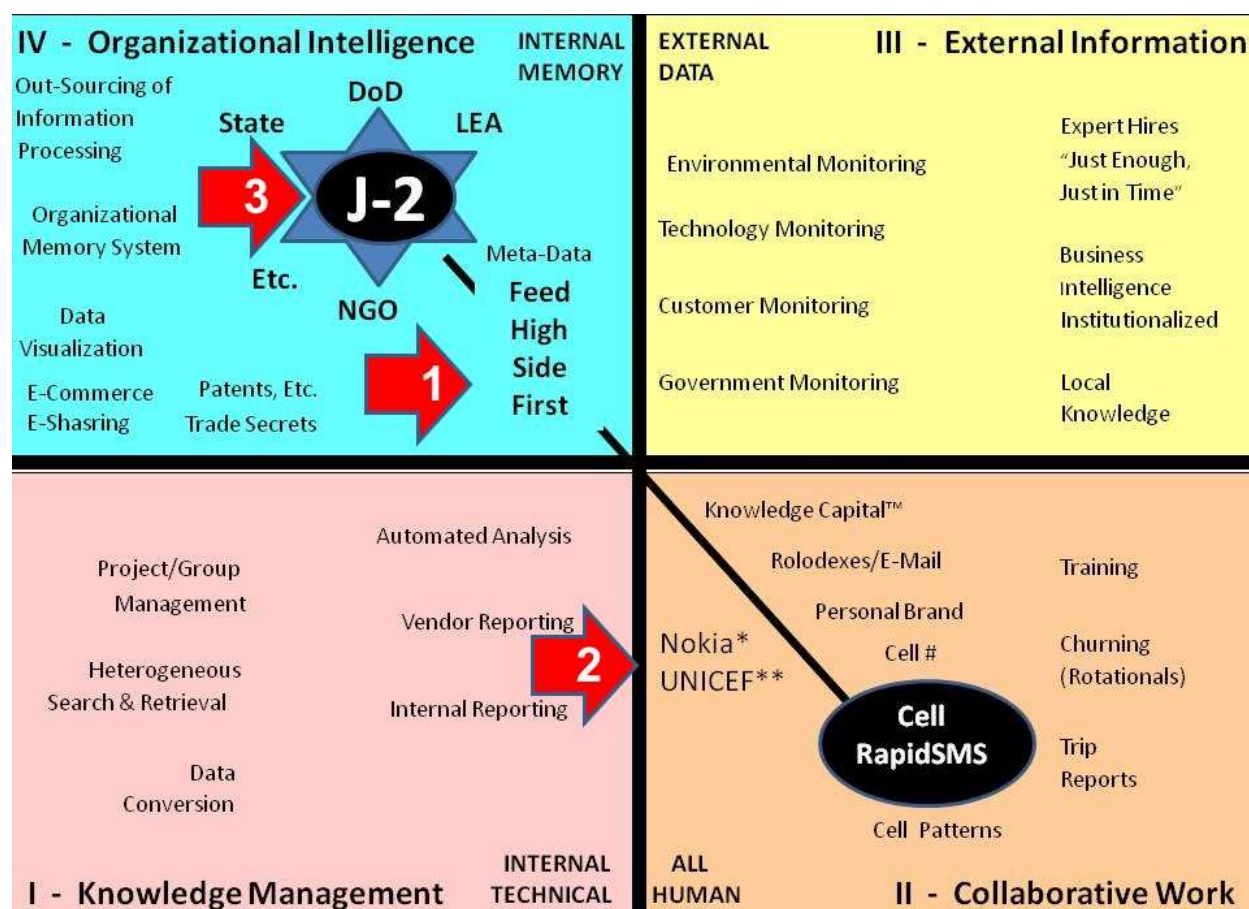 IV - Organizational Intelligence
INTERNAL
MEMORY
Out-Sourcing of
Information
Processing
DoD
State
LEA
3
J-2
Organizational
Memory System
Etc.
NGO
Meta-Data
Feed
High
Side
First
1
Data
Visualization
E-Commerce
E-Shasring
Patents, Etc.
Trade Secrets
EXTERNAL
DATA
III - External Information
Environmental Monitoring
Technology Monitoring
Customer Monitoring
Government Monitoring
Expert Hires
“Just Enough,
Just in Time”
Business
Intelligence
Institutionalized
Local
Knowledge
Automated Analysis
Project/Group
Management
Vendor Reporting
2
Heterogeneous
Search & Retrieval
Internal Reporting
Data
Conversion
INTERNAL
TECHNICAL
I - Knowledge Management
Knowledge Capital™
Rolodexes/E-Mail
Personal Brand
Cell #
Nokia*
UNICEF**
Cell
RapidSMS
Cell Patterns
Training
Churning
(Rotationals)
Trip
Reports
ALL
HUMAN
II - Collaborative Work